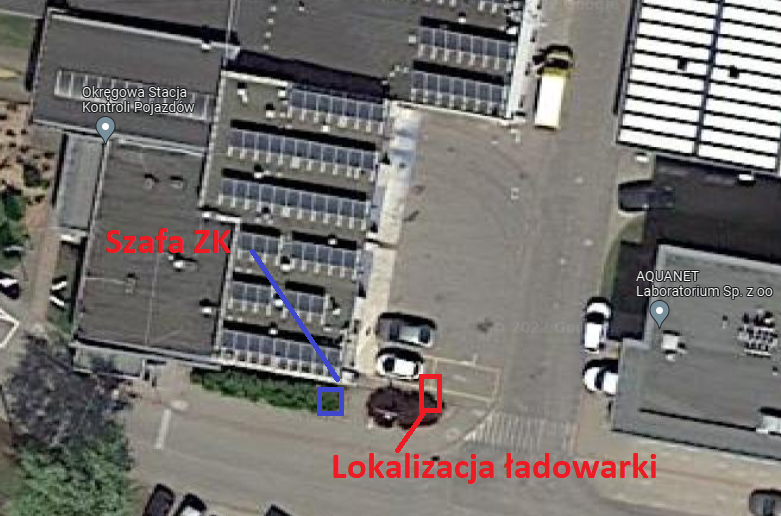 Okręgowa Stacja
Kontroli Pojazdów
Szafa ZK
AQUANET
Laboratorium Sp. z oo
Lokalizacja ładowarki